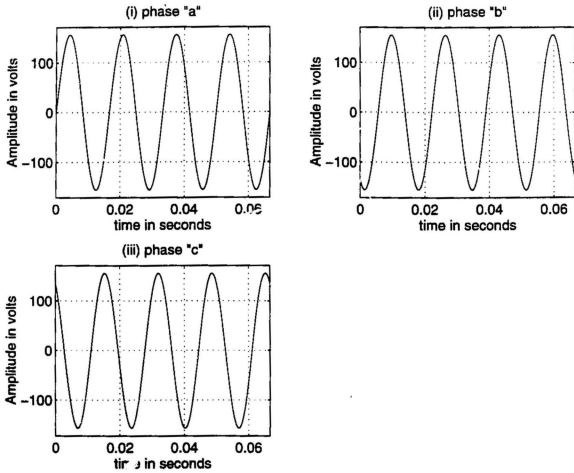 (i) phase "a"
Amplitude in volts
100
0
-100
0 0.02 0.04 0.06
time in seconds
(ii) phase "b"
Amplitude in volts
100
0
-100
0 0.02 0.04 0.06
time in seconds
(iii) phase "c"
Amplitude in volts
100
0
-100
0 0.02 0.04 0.06
in seconds